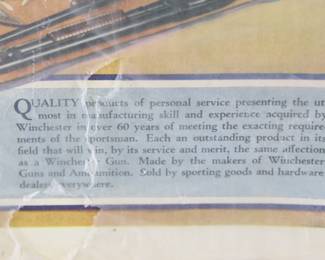 QUALITY products of personal service presenting the ut
most in manufacturing skill and experience acquired by
Winchester in over 60 years of meeting the exacting require
ments of the sportsman. Each an outstanding product in its
field that will win, by its service and merit, the same affection
as a Winchester Gun. Made by the makers of Winchester
Guns and Ammunition. Sold by sporting goods and hardware
dealers everywhere.